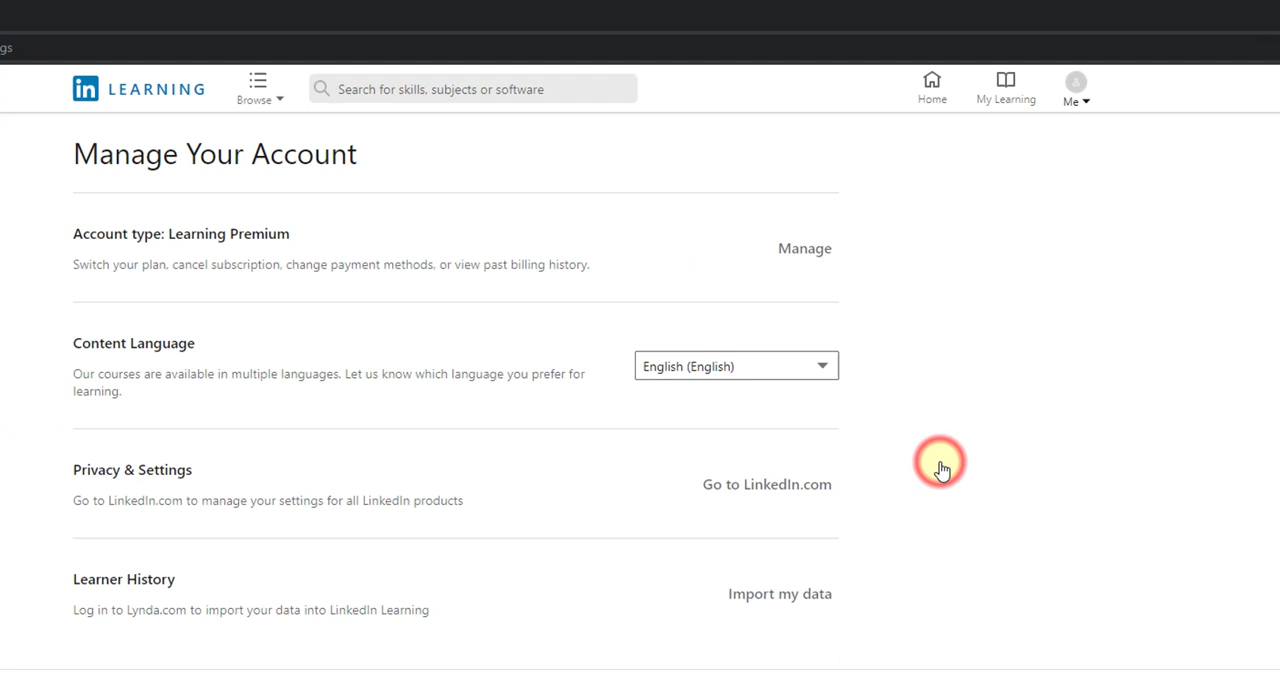 gs
in LEARNING
Browse
Search for skills, subjects or software
Home
My Learning
Me
Manage Your Account
Account type: Learning Premium
Switch your plan, cancel subscription, change payment methods, or view past billing history.
Manage
Content Language
Our courses are available in multiple languages. Let us know which language you prefer for
learning.
English (English)
Privacy & Settings
Go to LinkedIn.com to manage your settings for all LinkedIn products
Go to LinkedIn.com
Learner History
Log in to Lynda.com to import your data into LinkedIn Learning
Import my data